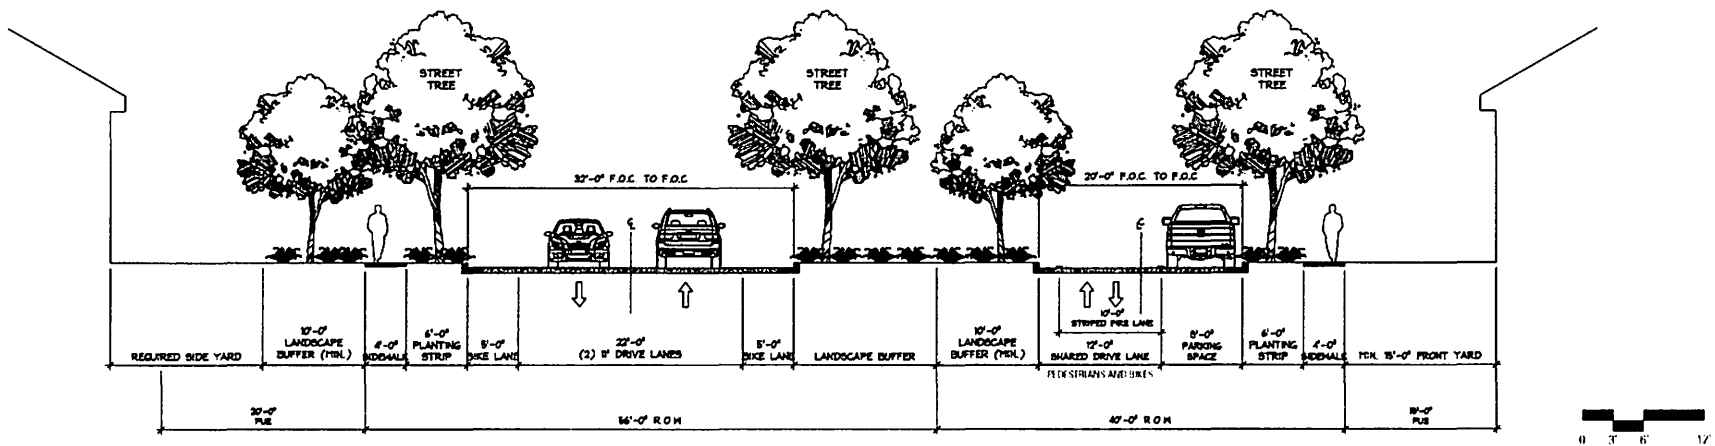 STREET TREE
STREET TREE
STREET TREE
32'-0" F.O.C. TO F.O.C
20'-0" F.O.C. TO F.O.C
REQUIRED SIDE YARD
10'-0" LANDSCAPE BUFFER (MIN.)
4'-0" SIDEWALK
6'-0" PLANTING STRIP
5'-0" BIKE LANE
22'-0" (2) 11' DRIVE LANES
5'-0" BIKE LANE
LANDSCAPE BUFFER
10'-0" LANDSCAPE BUFFER (MIN.)
10'-0" STRIPED FIRE LANE
12'-0" SHARED DRIVE LANE
PEDESTRIANS AND BIKES
8'-0" PARKING SPACE
6'-0" PLANTING STRIP
4'-0" SIDEWALK
MIN. 15'-0" FRONT YARD
20'-0" PUE
56'-0" R O W
40'-0" R O W
PUE
0 3' 6' 12'